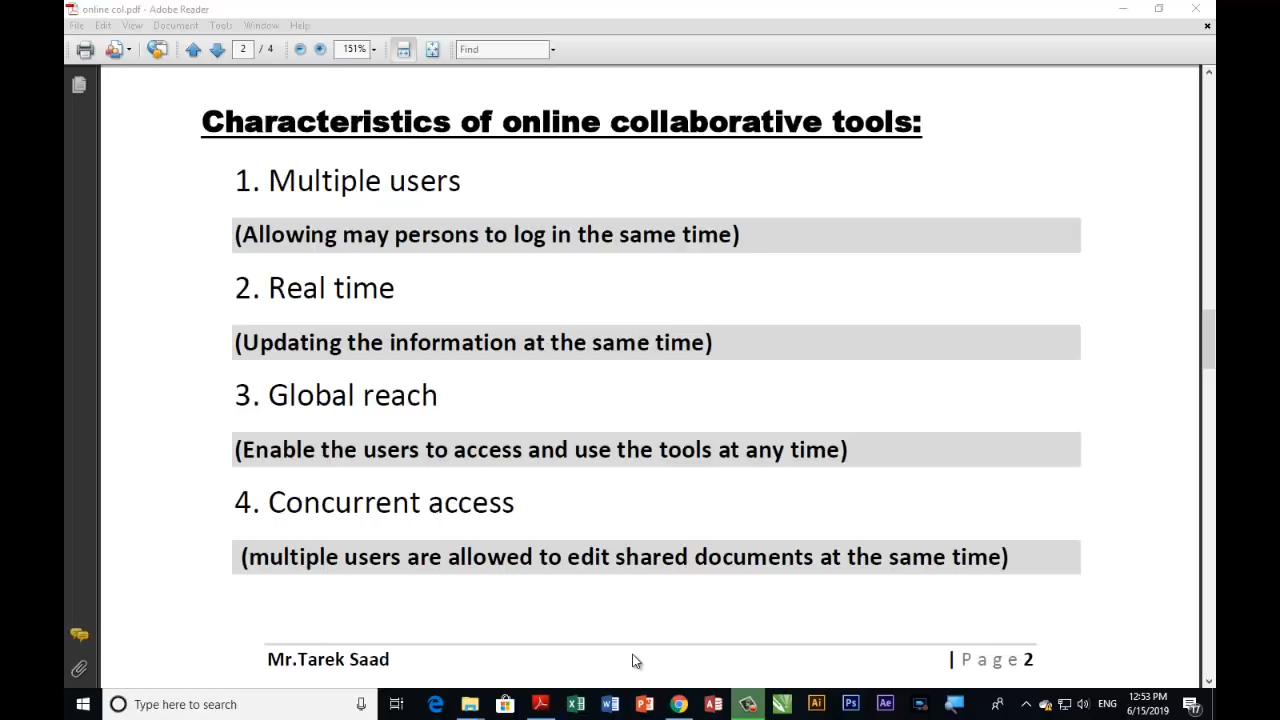 online col.pdf - Adobe Reader
File Edit View Document Tools Window Help
2 / 4 151% Find
Characteristics of online collaborative tools:
1. Multiple users
(Allowing may persons to log in the same time)
2. Real time
(Updating the information at the same time)
3. Global reach
(Enable the users to access and use the tools at any time)
4. Concurrent access
(multiple users are allowed to edit shared documents at the same time)
Mr.Tarek Saad | Page 2
Type here to search
ENG 12:53 PM
6/15/2019